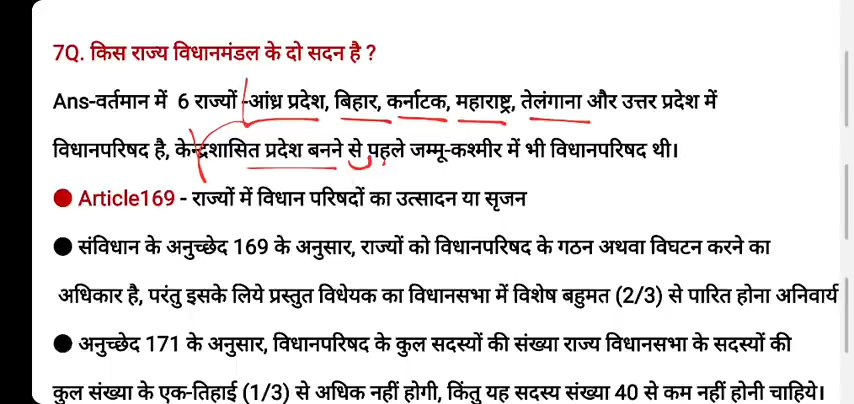 7Q. किस राज्य विधानमंडल के दो सदन है ?
Ans-वर्तमान में 6 राज्यों -आंध्र प्रदेश, बिहार, कर्नाटक, महाराष्ट्र, तेलंगाना और उत्तर प्रदेश में
विधानपरिषद है, केन्द्रशासित प्रदेश बनने से पहले जम्मू-कश्मीर में भी विधानपरिषद थी।
● Article169 - राज्यों में विधान परिषदों का उत्सादन या सृजन
● संविधान के अनुच्छेद 169 के अनुसार, राज्यों को विधानपरिषद के गठन अथवा विघटन करने का
अधिकार है, परंतु इसके लिये प्रस्तुत विधेयक का विधानसभा में विशेष बहुमत (2/3) से पारित होना अनिवार्य
● अनुच्छेद 171 के अनुसार, विधानपरिषद के कुल सदस्यों की संख्या राज्य विधानसभा के सदस्यों की
कुल संख्या के एक-तिहाई (1/3) से अधिक नहीं होगी, किंतु यह सदस्य संख्या 40 से कम नहीं होनी चाहिये।